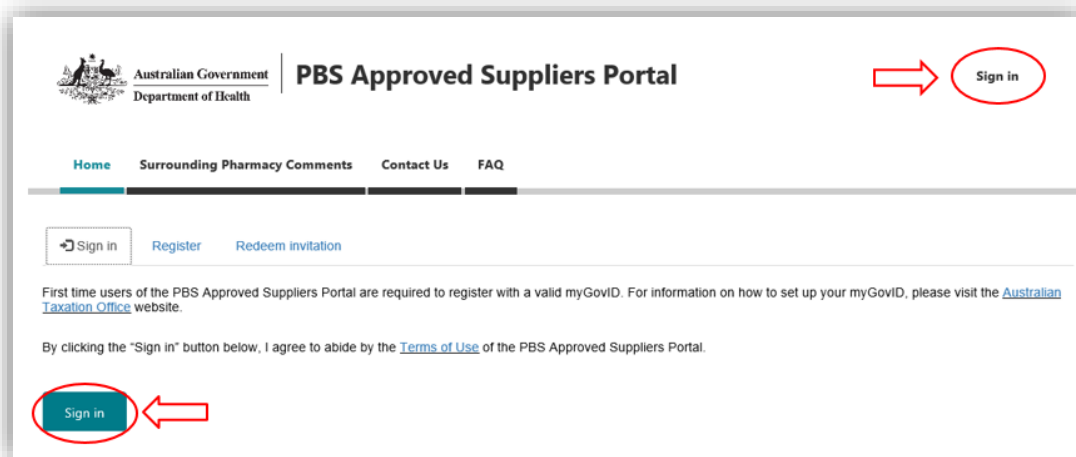 Australian Government
Department of Health
PBS Approved Suppliers Portal
Sign in
Home Surrounding Pharmacy Comments Contact Us FAQ
Sign in Register Redeem invitation
First time users of the PBS Approved Suppliers Portal are required to register with a valid myGovID. For information on how to set up your myGovID, please visit the Australian
Taxation Office website.
By clicking the “Sign in” button below, I agree to abide by the Terms of Use of the PBS Approved Suppliers Portal.
Sign in